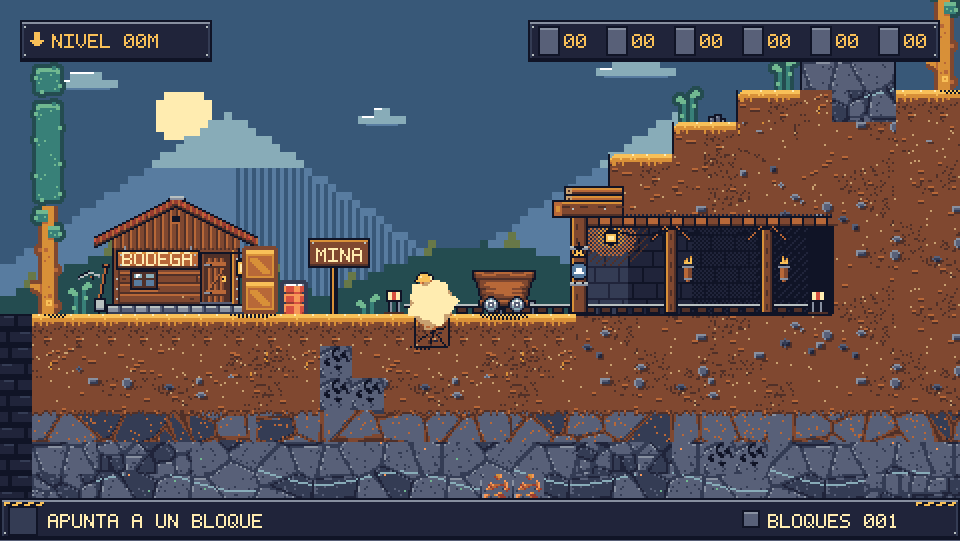 NIVEL 00M
00 00 00 00 00 00
BODEGA
MINA
APUNTA A UN BLOQUE
BLOQUES 001